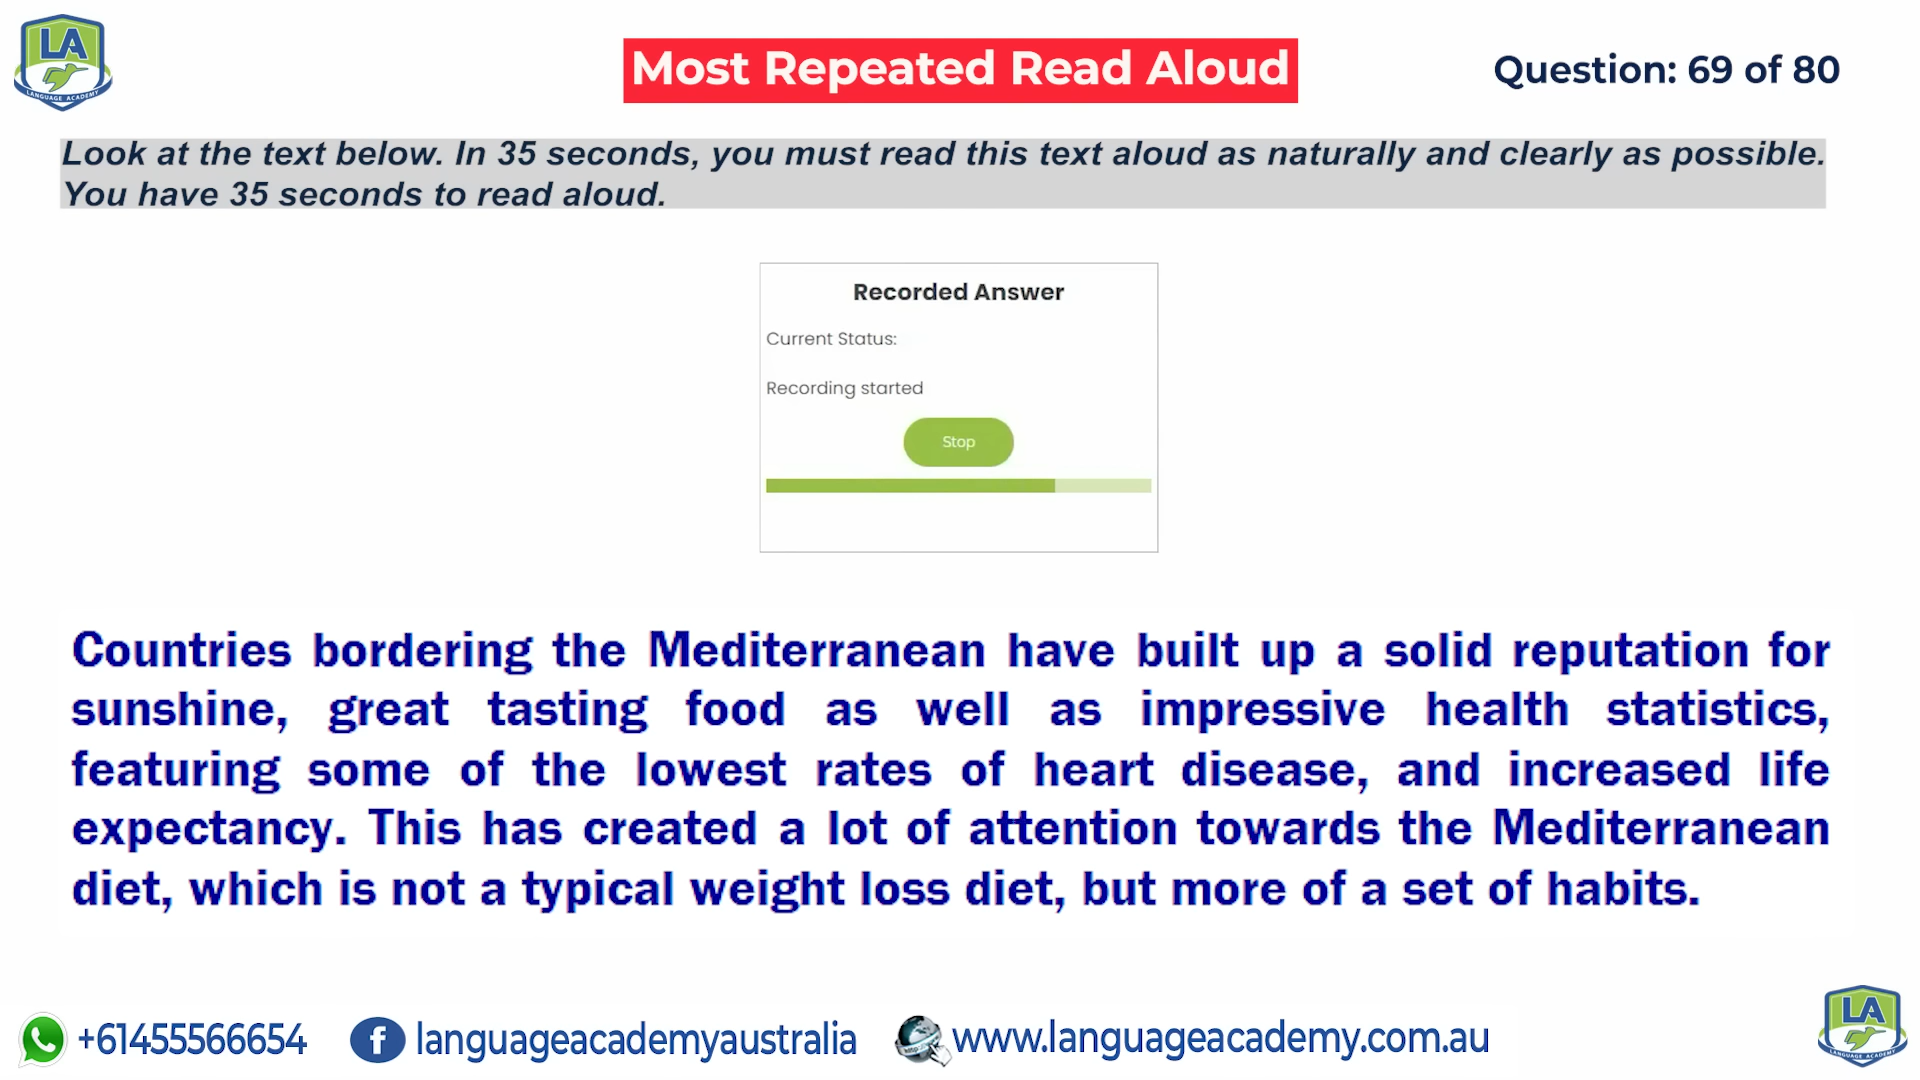 LA
LANGUAGE ACADEMY
Most Repeated Read Aloud
Question: 69 of 80
Look at the text below. In 35 seconds, you must read this text aloud as naturally and clearly as possible.
You have 35 seconds to read aloud.
Recorded Answer
Current Status:
Recording started
Stop
Countries bordering the Mediterranean have built up a solid reputation for
sunshine, great tasting food as well as impressive health statistics,
featuring some of the lowest rates of heart disease, and increased life
expectancy. This has created a lot of attention towards the Mediterranean
diet, which is not a typical weight loss diet, but more of a set of habits.
+61455566654
f languageacademyaustralia
www.languageacademy.com.au
LA
LANGUAGE ACADEMY